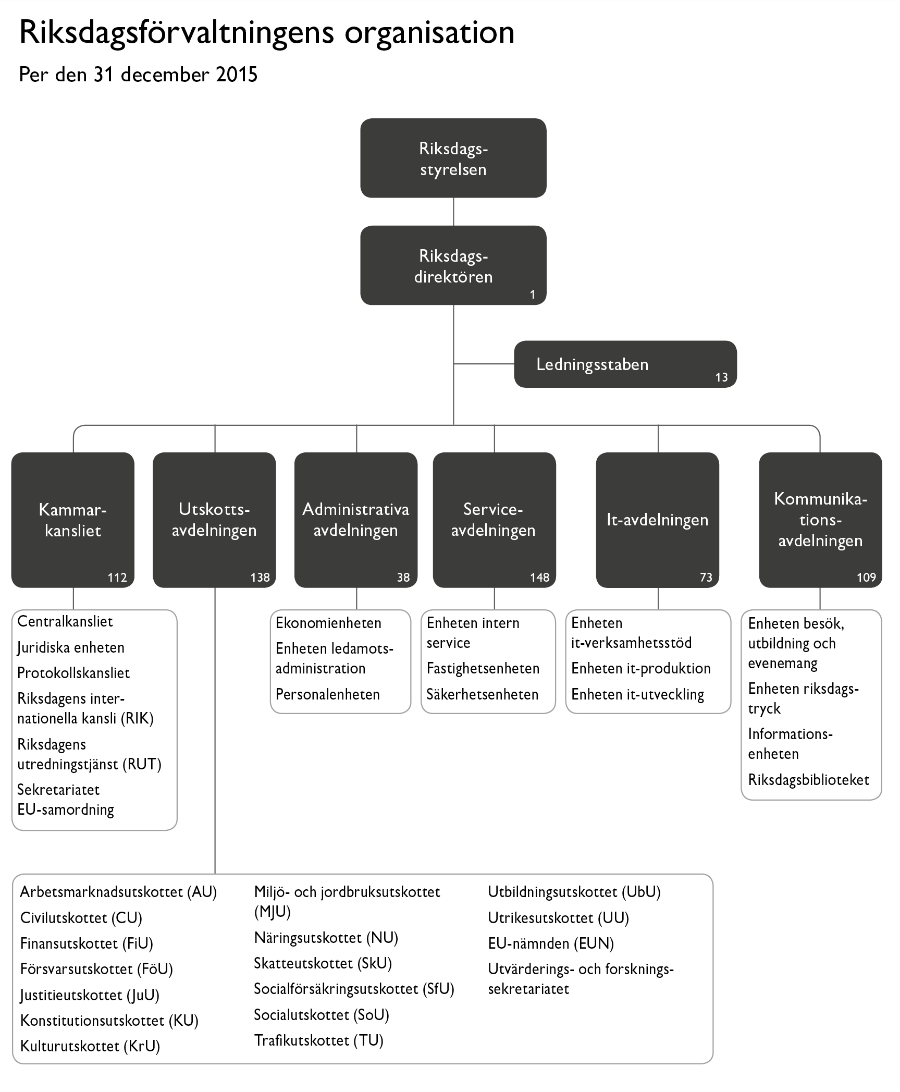 Riksdagsförvaltningens organisation
Per den 31 december 2015
Riksdags-
styrelsen
Riksdags-
direktören
1
Ledningsstaben
13
Kammar-
kansliet
112
Utskotts-
avdelningen
138
Administrativa
avdelningen
38
Service-
avdelningen
148
It-avdelningen
73
Kommunika-
tions-
avdelningen
109
Centralkansliet
Juridiska enheten
Protokollskansliet
Riksdagens inter-
nationella kansli (RIK)
Riksdagens
utredningstjänst (RUT)
Sekretariatet
EU-samordning
Ekonomienheten
Enheten ledamots-
administration
Personalenheten
Enheten intern
service
Fastighetsenheten
Säkerhetsenheten
Enheten
it-verksamhetsstöd
Enheten it-produktion
Enheten it-utveckling
Enheten besök,
utbildning och
evenemang
Enheten riksdags-
tryck
Informations-
enheten
Riksdagsbiblioteket
Arbetsmarknadsutskottet (AU)
Civilutskottet (CU)
Finansutskottet (FiU)
Försvarsutskottet (FöU)
Justitieutskottet (JuU)
Konstitutionsutskottet (KU)
Kulturutskottet (KrU)
Miljö- och jordbruksutskottet
(MJU)
Näringsutskottet (NU)
Skatteutskottet (SkU)
Socialförsäkringsutskottet (SfU)
Socialutskottet (SoU)
Trafikutskottet (TU)
Utbildningsutskottet (UbU)
Utrikesutskottet (UU)
EU-nämnden (EUN)
Utvärderings- och forsknings-
sekretariatet